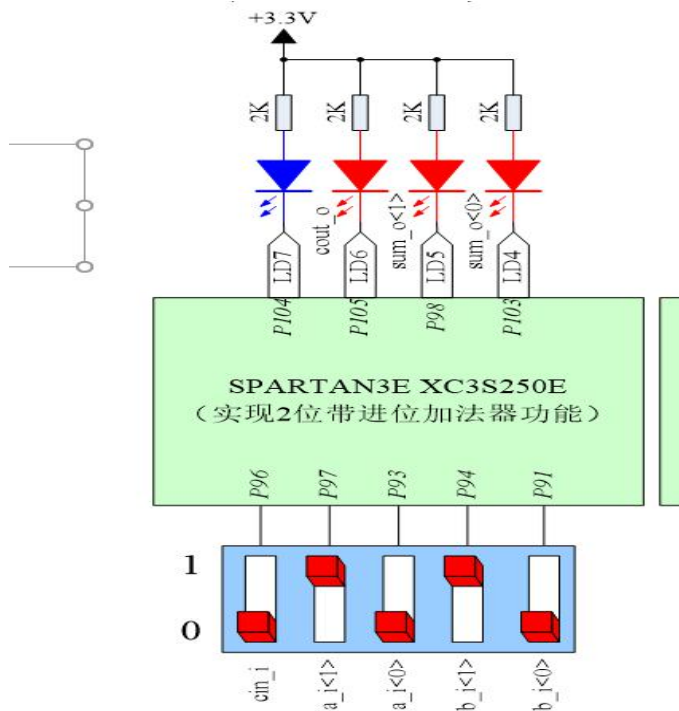 +3.3V
2K 2K 2K 2K
cout_o sum_o<1> sum_o<0>
LD7 LD6 LD5 LD4
P104 P105 P98 P103
SPARTAN3E XC3S250E
（实现2位带进位加法器功能）
P96 P97 P93 P94 P91
1
0
cin_i a_i<1> a_i<0> b_i<1> b_i<0>